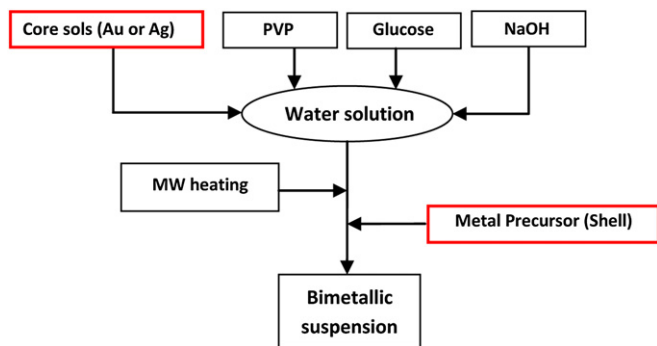 Core sols (Au or Ag)
PVP
Glucose
NaOH
Water solution
MW heating
Metal Precursor (Shell)
Bimetallic
suspension